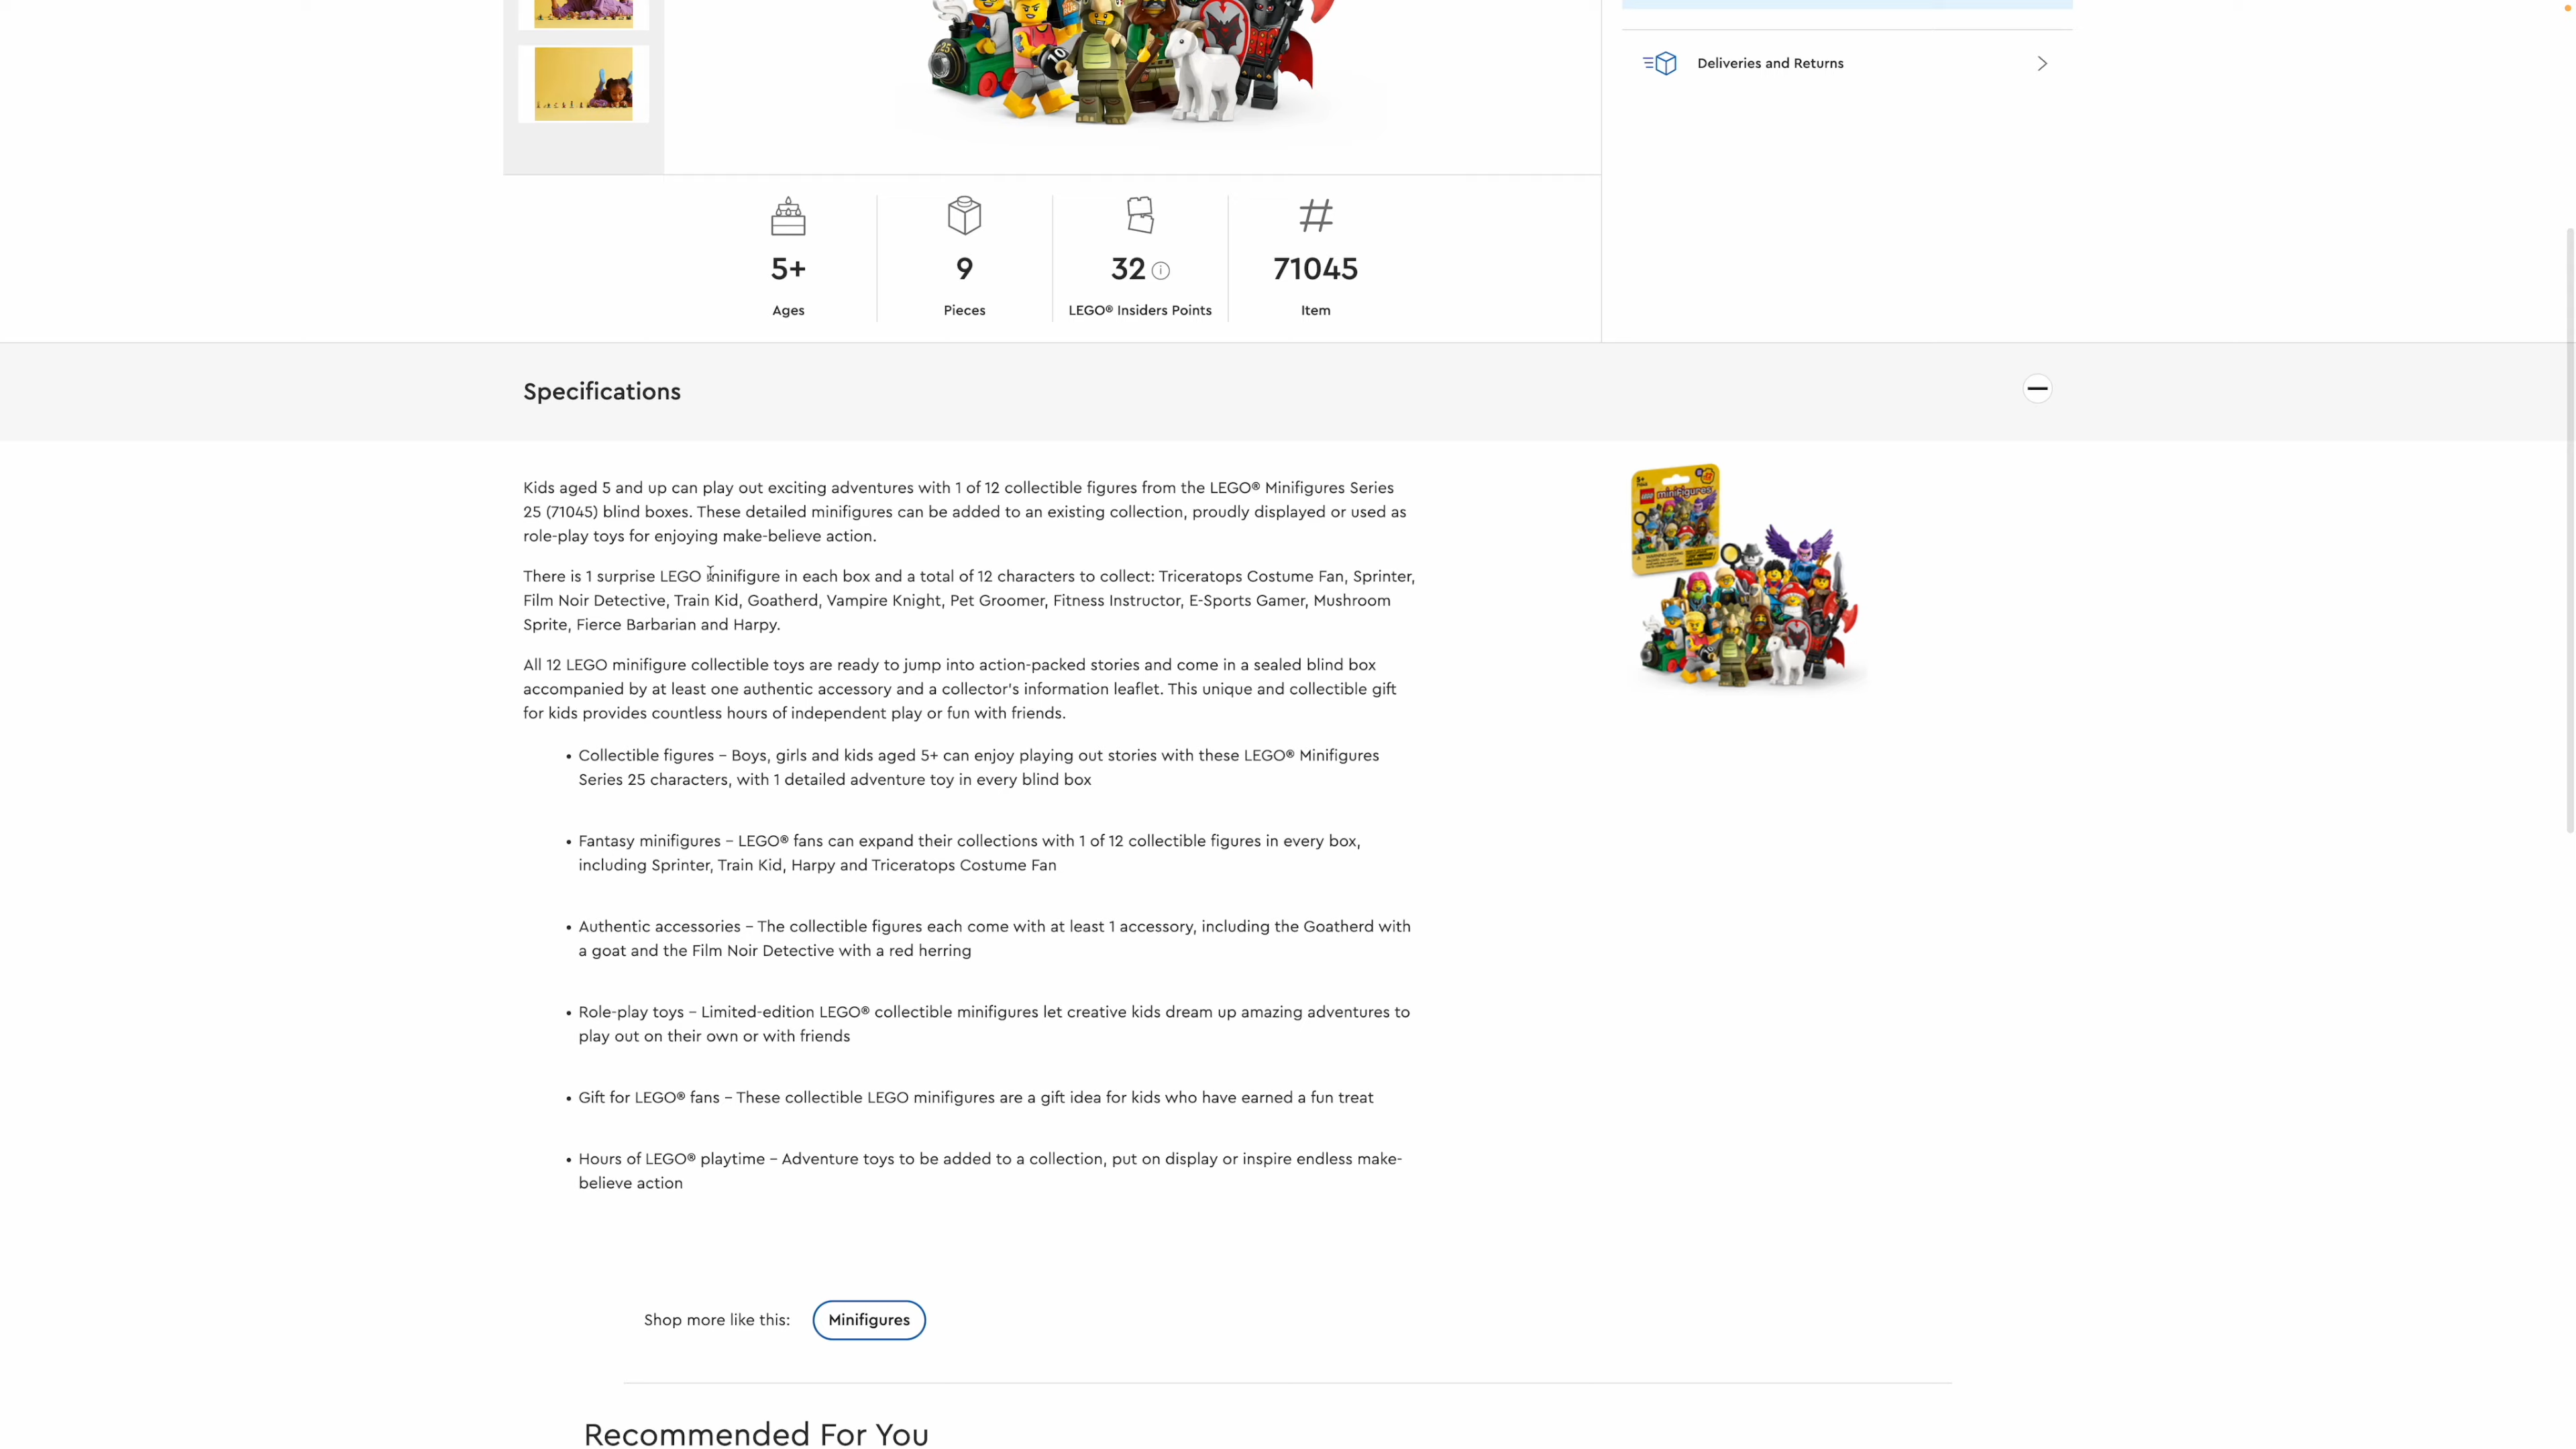 25
10
Deliveries and Returns
5+
9
32
71045
Ages
Pieces
LEGO® Insiders Points
Item
Specifications
Kids aged 5 and up can play out exciting adventures with 1 of 12 collectible figures from the LEGO® Minifigures Series
25 (71045) blind boxes. These detailed minifigures can be added to an existing collection, proudly displayed or used as
role-play toys for enjoying make-believe action.
There is 1 surprise LEGO minifigure in each box and a total of 12 characters to collect: Triceratops Costume Fan, Sprinter,
Film Noir Detective, Train Kid, Goatherd, Vampire Knight, Pet Groomer, Fitness Instructor, E-Sports Gamer, Mushroom
Sprite, Fierce Barbarian and Harpy.
All 12 LEGO minifigure collectible toys are ready to jump into action-packed stories and come in a sealed blind box
accompanied by at least one authentic accessory and a collector's information leaflet. This unique and collectible gift
for kids provides countless hours of independent play or fun with friends.
• Collectible figures – Boys, girls and kids aged 5+ can enjoy playing out stories with these LEGO® Minifigures
Series 25 characters, with 1 detailed adventure toy in every blind box
• Fantasy minifigures – LEGO® fans can expand their collections with 1 of 12 collectible figures in every box,
including Sprinter, Train Kid, Harpy and Triceratops Costume Fan
• Authentic accessories – The collectible figures each come with at least 1 accessory, including the Goatherd with
a goat and the Film Noir Detective with a red herring
• Role-play toys – Limited-edition LEGO® collectible minifigures let creative kids dream up amazing adventures to
play out on their own or with friends
• Gift for LEGO® fans – These collectible LEGO minifigures are a gift idea for kids who have earned a fun treat
• Hours of LEGO® playtime – Adventure toys to be added to a collection, put on display or inspire endless make-
believe action
5+
LEGO minifigures
Shop more like this:
Minifigures
Recommended For You